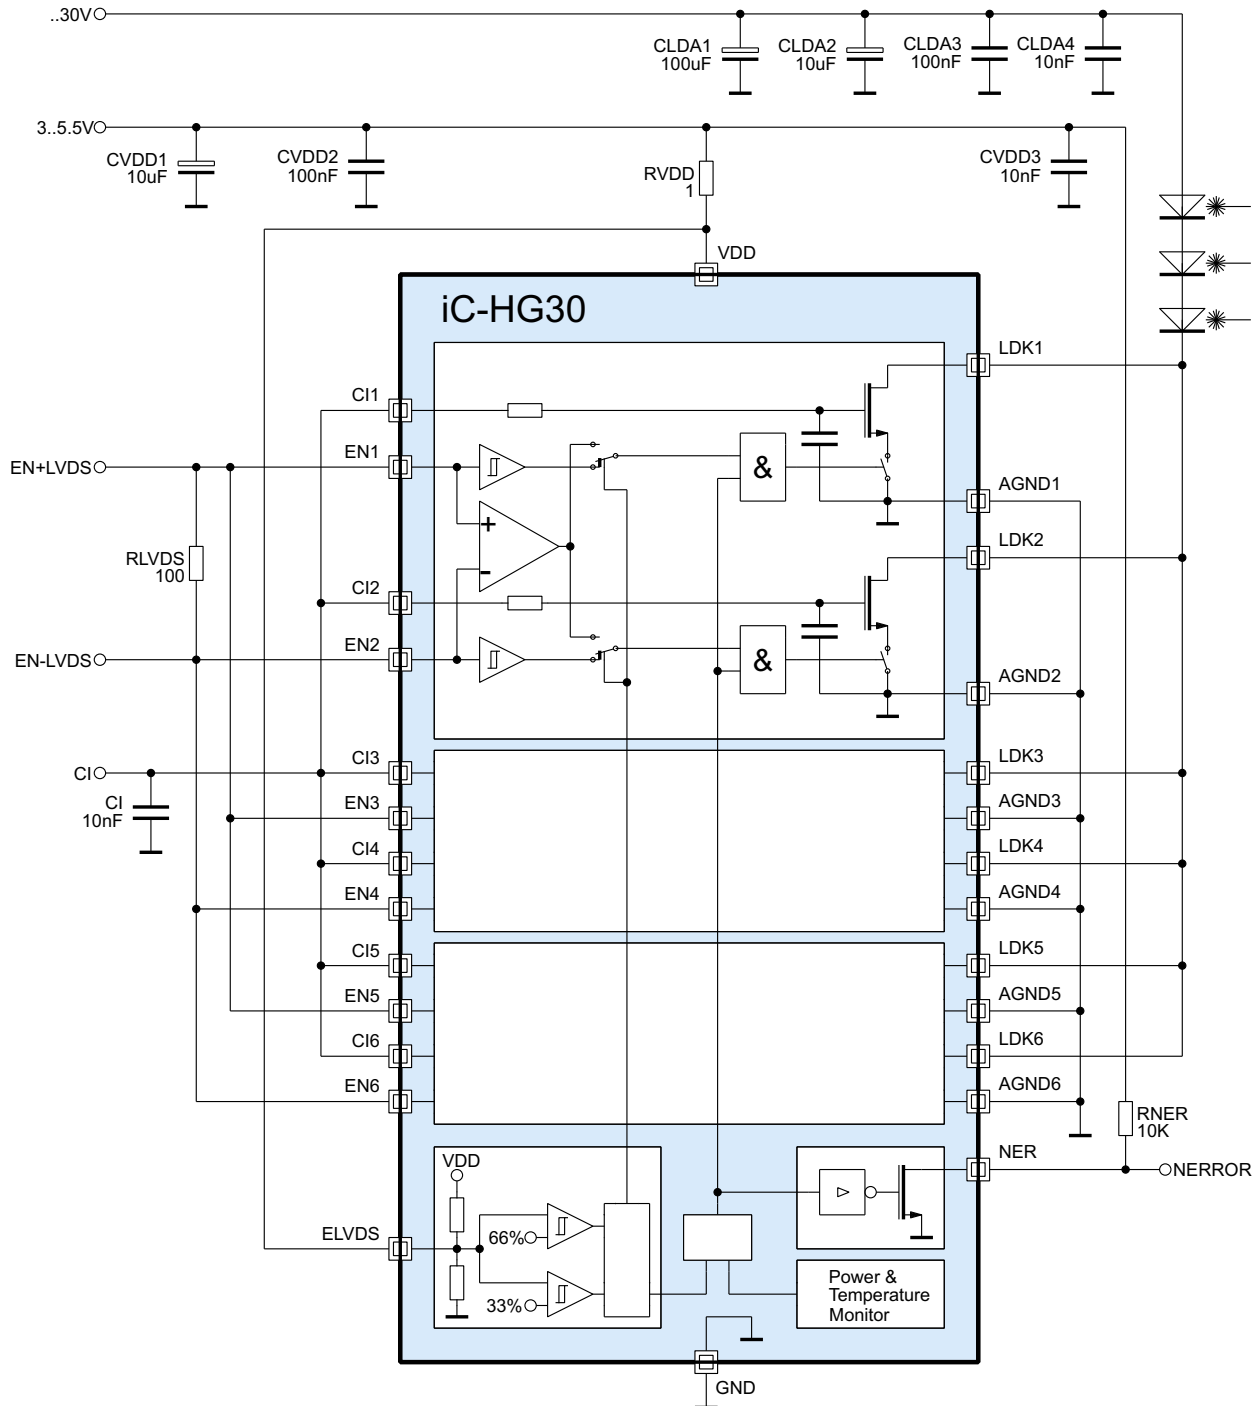 ..30V
CLDA1
100uF
CLDA2
10uF
CLDA3
100nF
CLDA4
10nF
3..5.5V
CVDD1
10uF
CVDD2
100nF
RVDD
1
CVDD3
10nF
VDD
iC-HG30
LDK1
CI1
EN1
EN+LVDS
&
AGND1
+
LDK2
RLVDS
100
-
CI2
EN2
EN-LVDS
&
AGND2
CI
CI
10nF
CI3
LDK3
EN3
AGND3
CI4
LDK4
EN4
AGND4
CI5
LDK5
EN5
AGND5
CI6
LDK6
EN6
AGND6
RNER
10K
VDD
NER
NERROR
ELVDS
66%
33%
Power &
Temperature
Monitor
GND